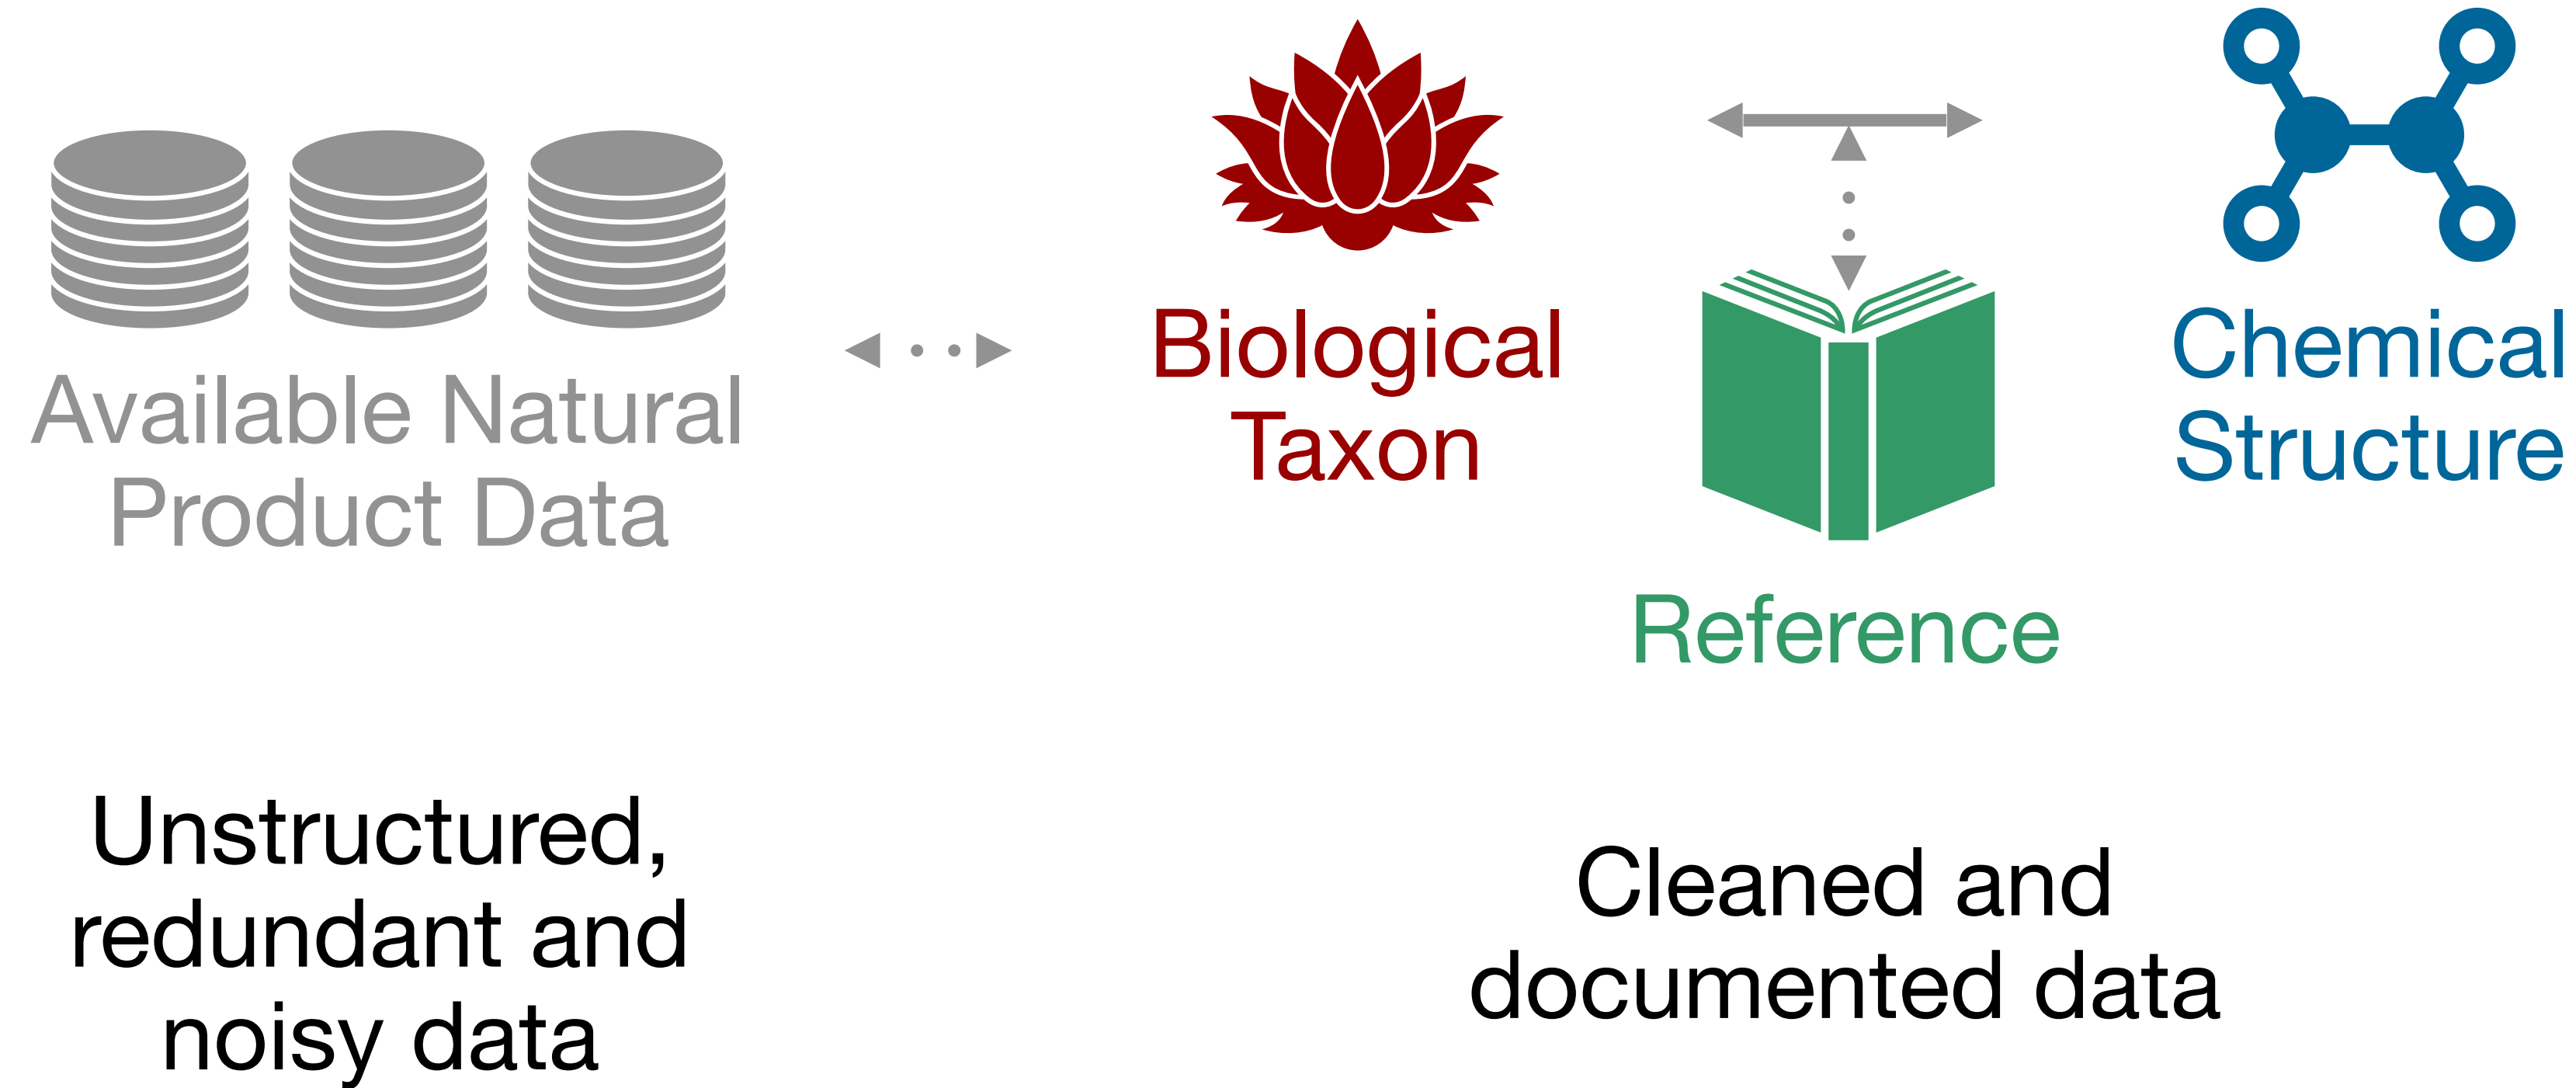 Available Natural
Product Data
Biological
Taxon
Reference
Chemical
Structure
Unstructured,
redundant and
noisy data
Cleaned and
documented data